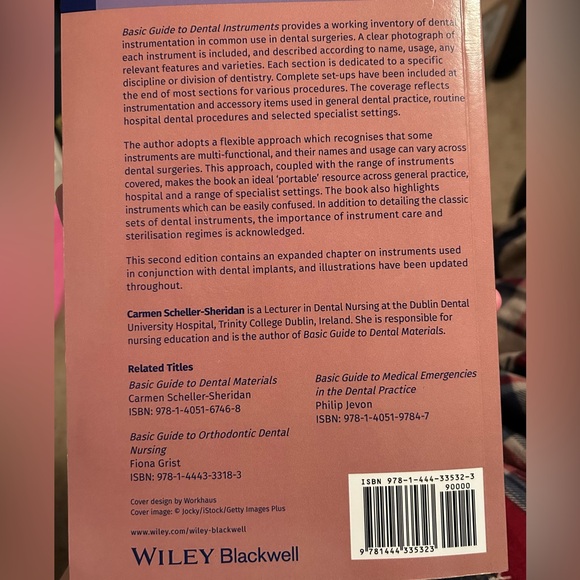 Basic Guide to Dental Instruments provides a working inventory of dental
instrumentation in common use in dental surgeries. A clear photograph of
each instrument is included, and described according to name, usage, any
relevant features and varieties. Each section is dedicated to a specific
discipline or division of dentistry. Complete set-ups have been included at
the end of most sections for various procedures. The coverage reflects
instrumentation and accessory items used in general dental practice, routine
hospital dental procedures and selected specialist settings.
The author adopts a flexible approach which recognises that some
instruments are multi-functional, and their names and usage can vary across
dental surgeries. This approach, coupled with the range of instruments
covered, makes the book an ideal 'portable' resource across general practice,
hospital and a range of specialist settings. The book also highlights
instruments which can be easily confused. In addition to detailing the classic
sets of dental instruments, the importance of instrument care and
sterilisation regimes is acknowledged.
This second edition contains an expanded chapter on instruments used
in conjunction with dental implants, and illustrations have been updated
throughout.
Carmen Scheller-Sheridan is a Lecturer in Dental Nursing at the Dublin Dental
University Hospital, Trinity College Dublin, Ireland. She is responsible for
nursing education and is the author of Basic Guide to Dental Materials.
Related Titles
Basic Guide to Dental Materials
Carmen Scheller-Sheridan
ISBN: 978-1-4051-6746-8
Basic Guide to Orthodontic Dental
Nursing
Fiona Grist
ISBN: 978-1-4443-3318-3
Basic Guide to Medical Emergencies
in the Dental Practice
Philip Jevon
ISBN: 978-1-4051-9784-7
Cover design by Workhaus
Cover image: © Jocky/iStock/Getty Images Plus
www.wiley.com/wiley-blackwell
WILEY Blackwell
ISBN 978-1-444-33532-3
90000
9 781444 335323